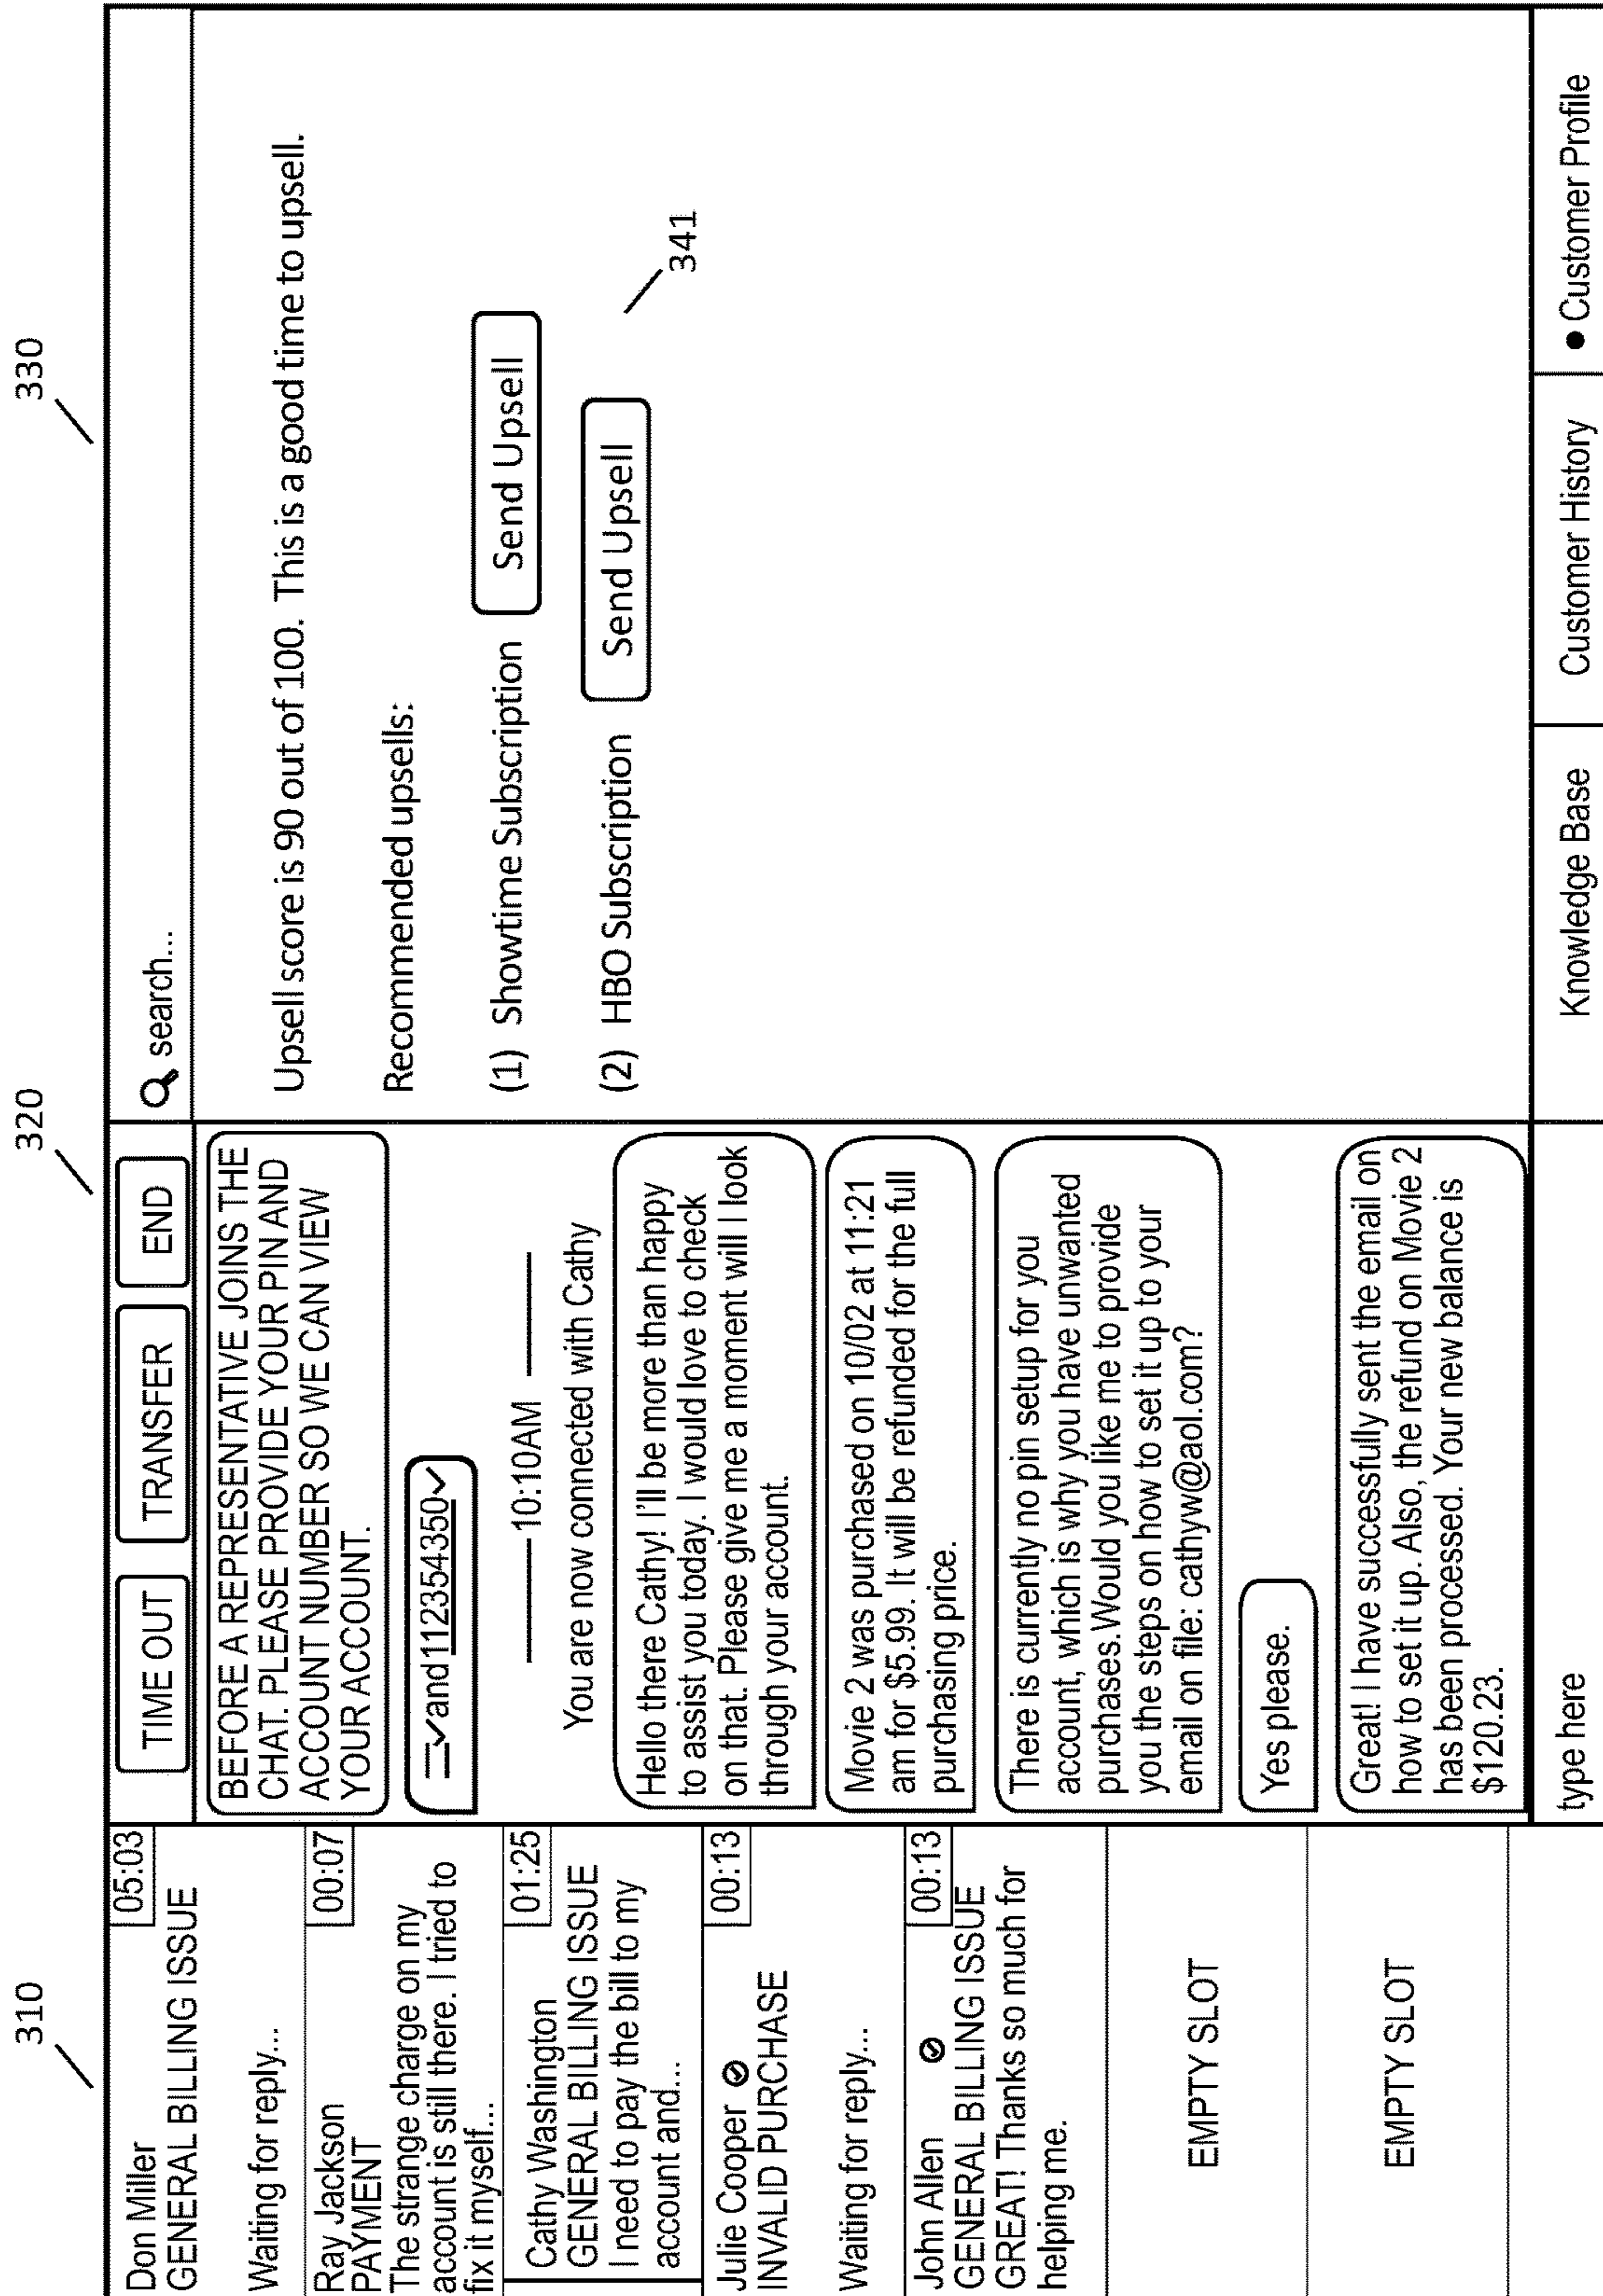 310
320
330
Don Miller
05:03
GENERAL BILLING ISSUE
Waiting for reply...
Ray Jackson
00:07
PAYMENT
The strange charge on my
account is still there. I tried to
fix it myself...
Cathy Washington
01:25
GENERAL BILLING ISSUE
I need to pay the bill to my
account and...
Julie Cooper
00:13
INVALID PURCHASE
Waiting for reply...
John Allen
00:13
GENERAL BILLING ISSUE
GREAT! Thanks so much for
helping me.
EMPTY SLOT
EMPTY SLOT
TIME OUT
TRANSFER
END
BEFORE A REPRESENTATIVE JOINS THE
CHAT. PLEASE PROVIDE YOUR PIN AND
ACCOUNT NUMBER SO WE CAN VIEW
YOUR ACCOUNT.
and 112354350
10:10AM
You are now connected with Cathy
Hello there Cathy! I'll be more than happy
to assist you today. I would love to check
on that. Please give me a moment will I look
through your account.
Movie 2 was purchased on 10/02 at 11:21
am for $5.99. It will be refunded for the full
purchasing price.
There is currently no pin setup for you
account, which is why you have unwanted
purchases.Would you like me to provide
you the steps on how to set it up to your
email on file: cathyw@aol.com?
Yes please.
Great! I have successfully sent the email on
how to set it up. Also, the refund on Movie 2
has been processed. Your new balance is
$120.23.
type here
search...
Upsell score is 90 out of 100. This is a good time to upsell.
Recommended upsells:
(1) Showtime Subscription
Send Upsell
(2) HBO Subscription
Send Upsell
341
Knowledge Base
Customer History
● Customer Profile